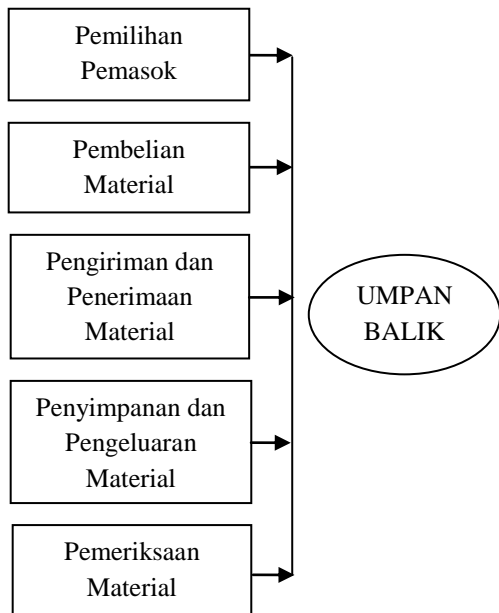 Pemilihan
Pemasok
Pembelian
Material
Pengiriman dan
Penerimaan
Material
UMPAN
BALIK
Penyimpanan dan
Pengeluaran
Material
Pemeriksaan
Material